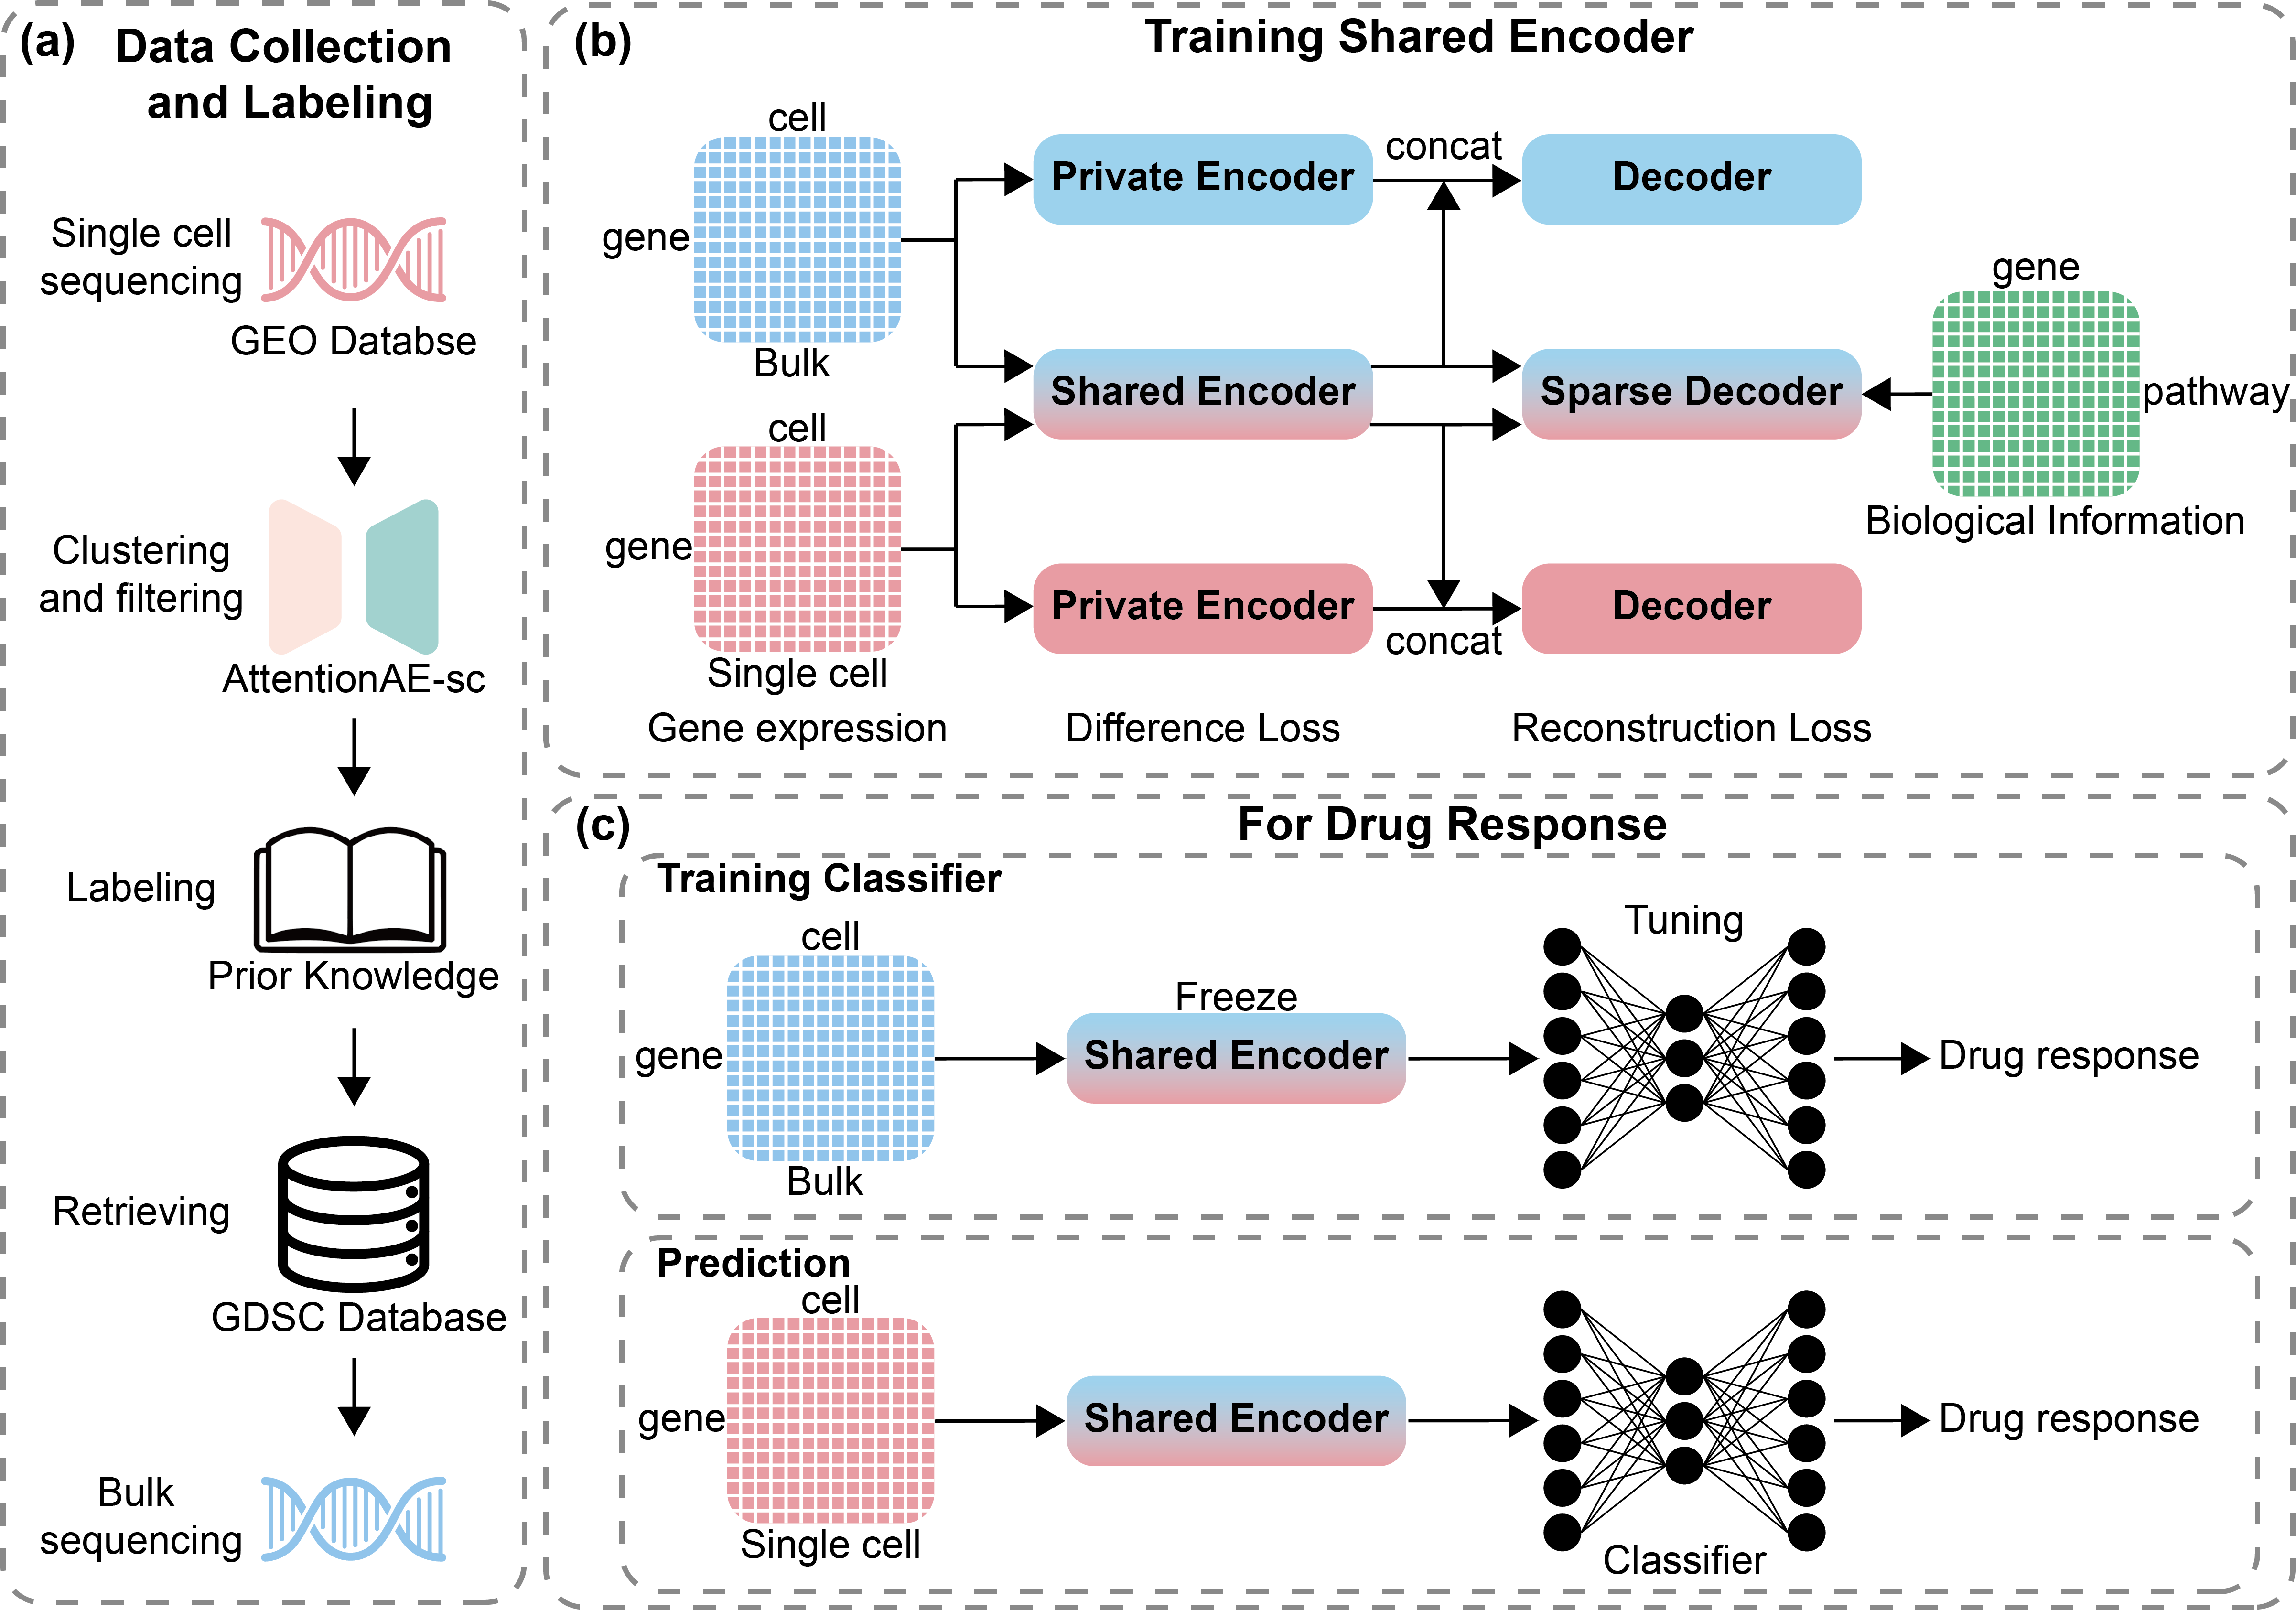 (a)
Data Collection
and Labeling
Single cell
sequencing
GEO Databse
Clustering
and filtering
AttentionAE-sc
Labeling
Prior Knowledge
Retrieving
GDSC Database
Bulk
sequencing
(b)
Training Shared Encoder
cell
gene
Bulk
cell
gene
Single cell
Gene expression
Private Encoder
Shared Encoder
Private Encoder
Difference Loss
concat
concat
Decoder
Sparse Decoder
Decoder
Reconstruction Loss
gene
pathway
Biological Information
(c)
For Drug Response
Training Classifier
cell
gene
Bulk
Freeze
Shared Encoder
Tuning
Drug response
Prediction
cell
gene
Single cell
Shared Encoder
Classifier
Drug response